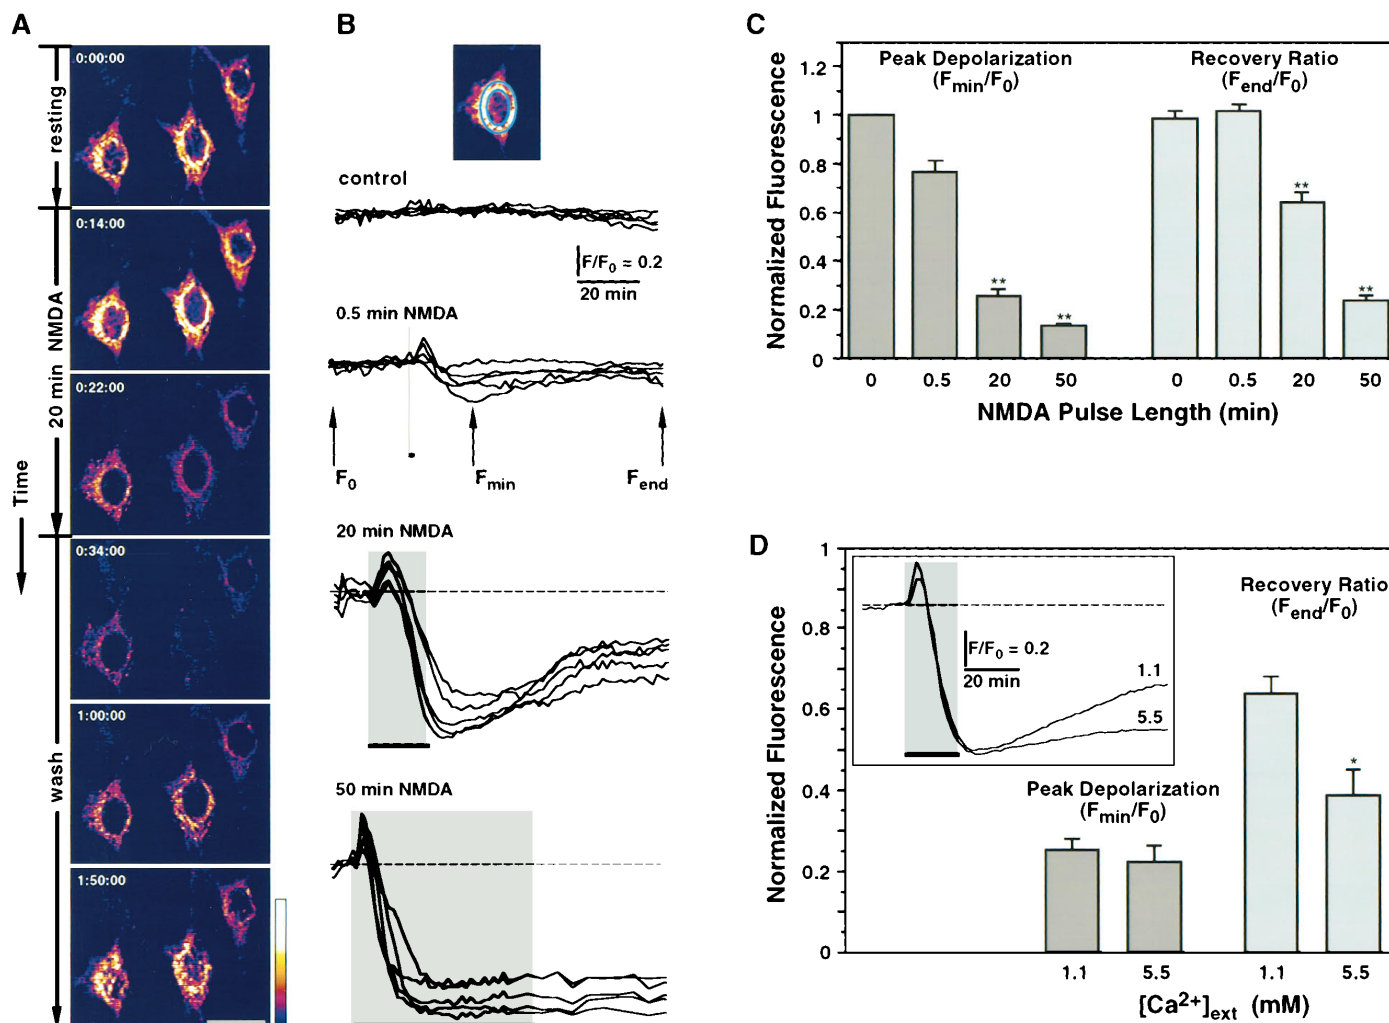 A
resting
20 min NMDA
wash
Time
0:00:00
0:14:00
0:22:00
0:34:00
1:00:00
1:50:00
B
control
F/F0 = 0.2
20 min
0.5 min NMDA
F0
Fmin
Fend
20 min NMDA
50 min NMDA
C
Normalized Fluorescence
1.2
1
0.8
0.6
0.4
0.2
0
Peak Depolarization
(Fmin/F0)
Recovery Ratio
(Fend/F0)
**
**
**
**
0 0.5 20 50 0 0.5 20 50
NMDA Pulse Length (min)
D
Normalized Fluorescence
1
0.8
0.6
0.4
0.2
0
F/F0 = 0.2
20 min
1.1
5.5
Recovery Ratio
(Fend/F0)
Peak Depolarization
(Fmin/F0)
*
1.1 5.5 1.1 5.5
[Ca2+]ext (mM)